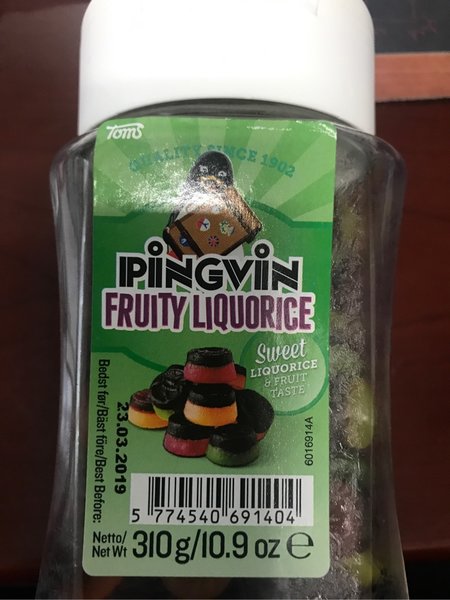 Toms
QUALITY SINCE 1902
PINGVIN
FRUITY LIQUORICE
Sweet
LIQUORICE
& FRUIT
TASTE
Bedst før/Bäst före/Best Before:
23.03.2019
6016914A
5 774540 691404
Netto/
Net Wt 310g/10.9 oz e